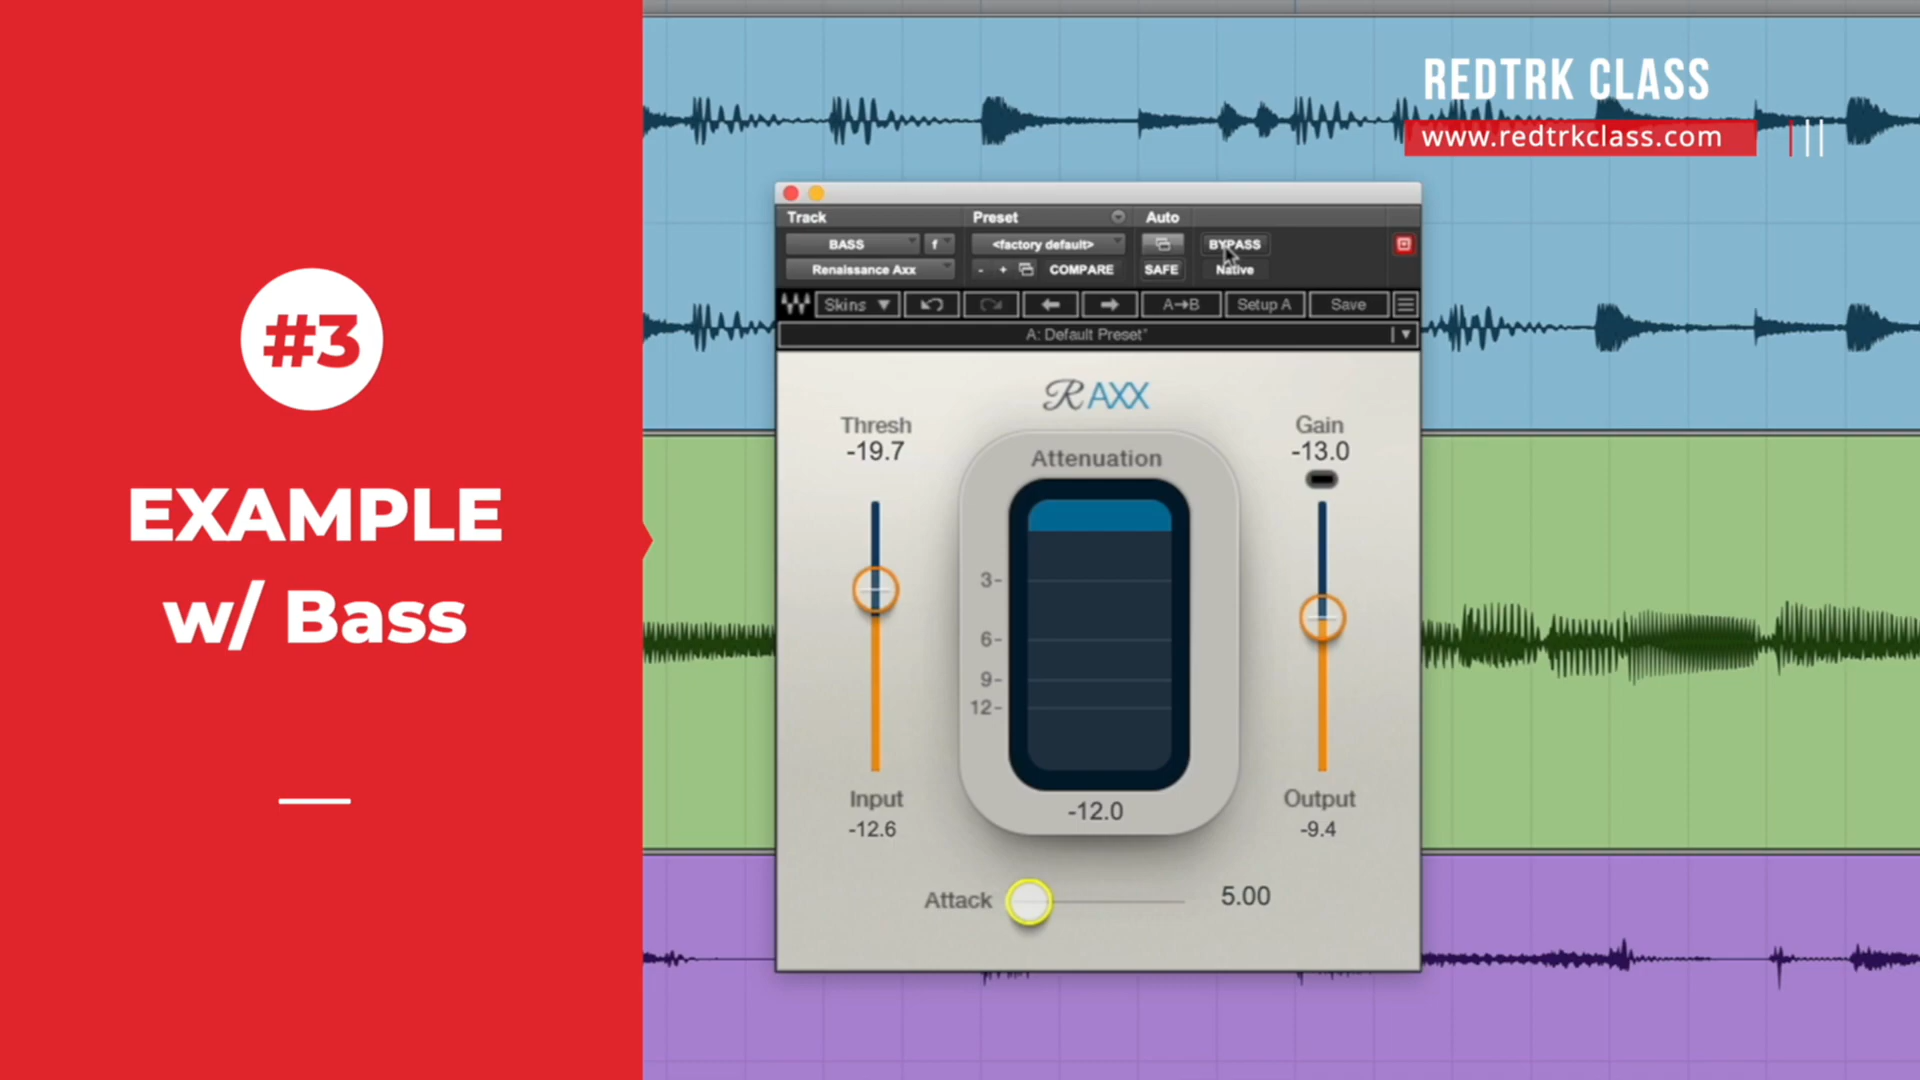 #3
EXAMPLE
w/ Bass
REDTRK CLASS
www.redtrkclass.com
Track Preset Auto
BASS f <factory default> BYPASS
Renaissance Axx - + COMPARE SAFE Native
Skins A→B Setup A Save
A: Default Preset*
R AXX
Thresh
-19.7
Gain
-13.0
Attenuation
3-
6-
9-
12-
-12.0
Input
-12.6
Output
-9.4
Attack 5.00